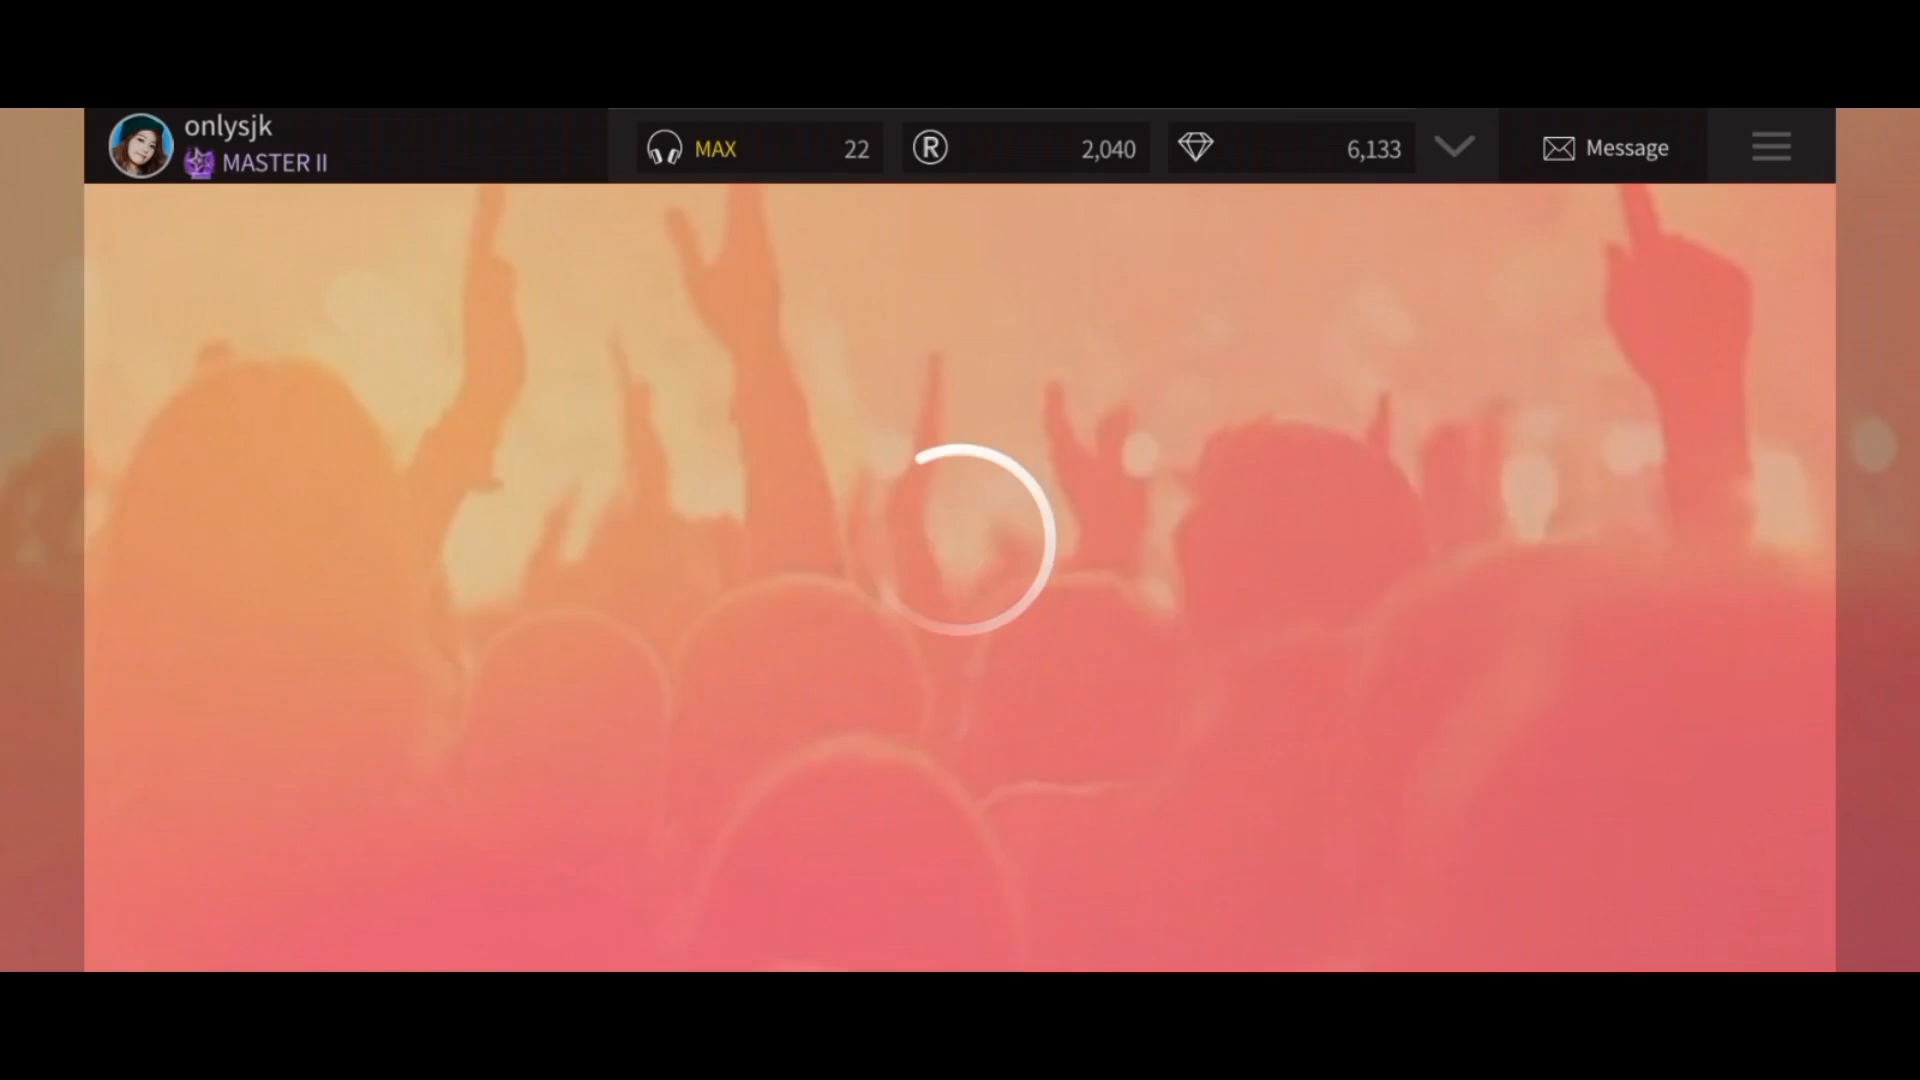 onlysjk
MASTER II
MAX 22
R 2,040
6,133
Message